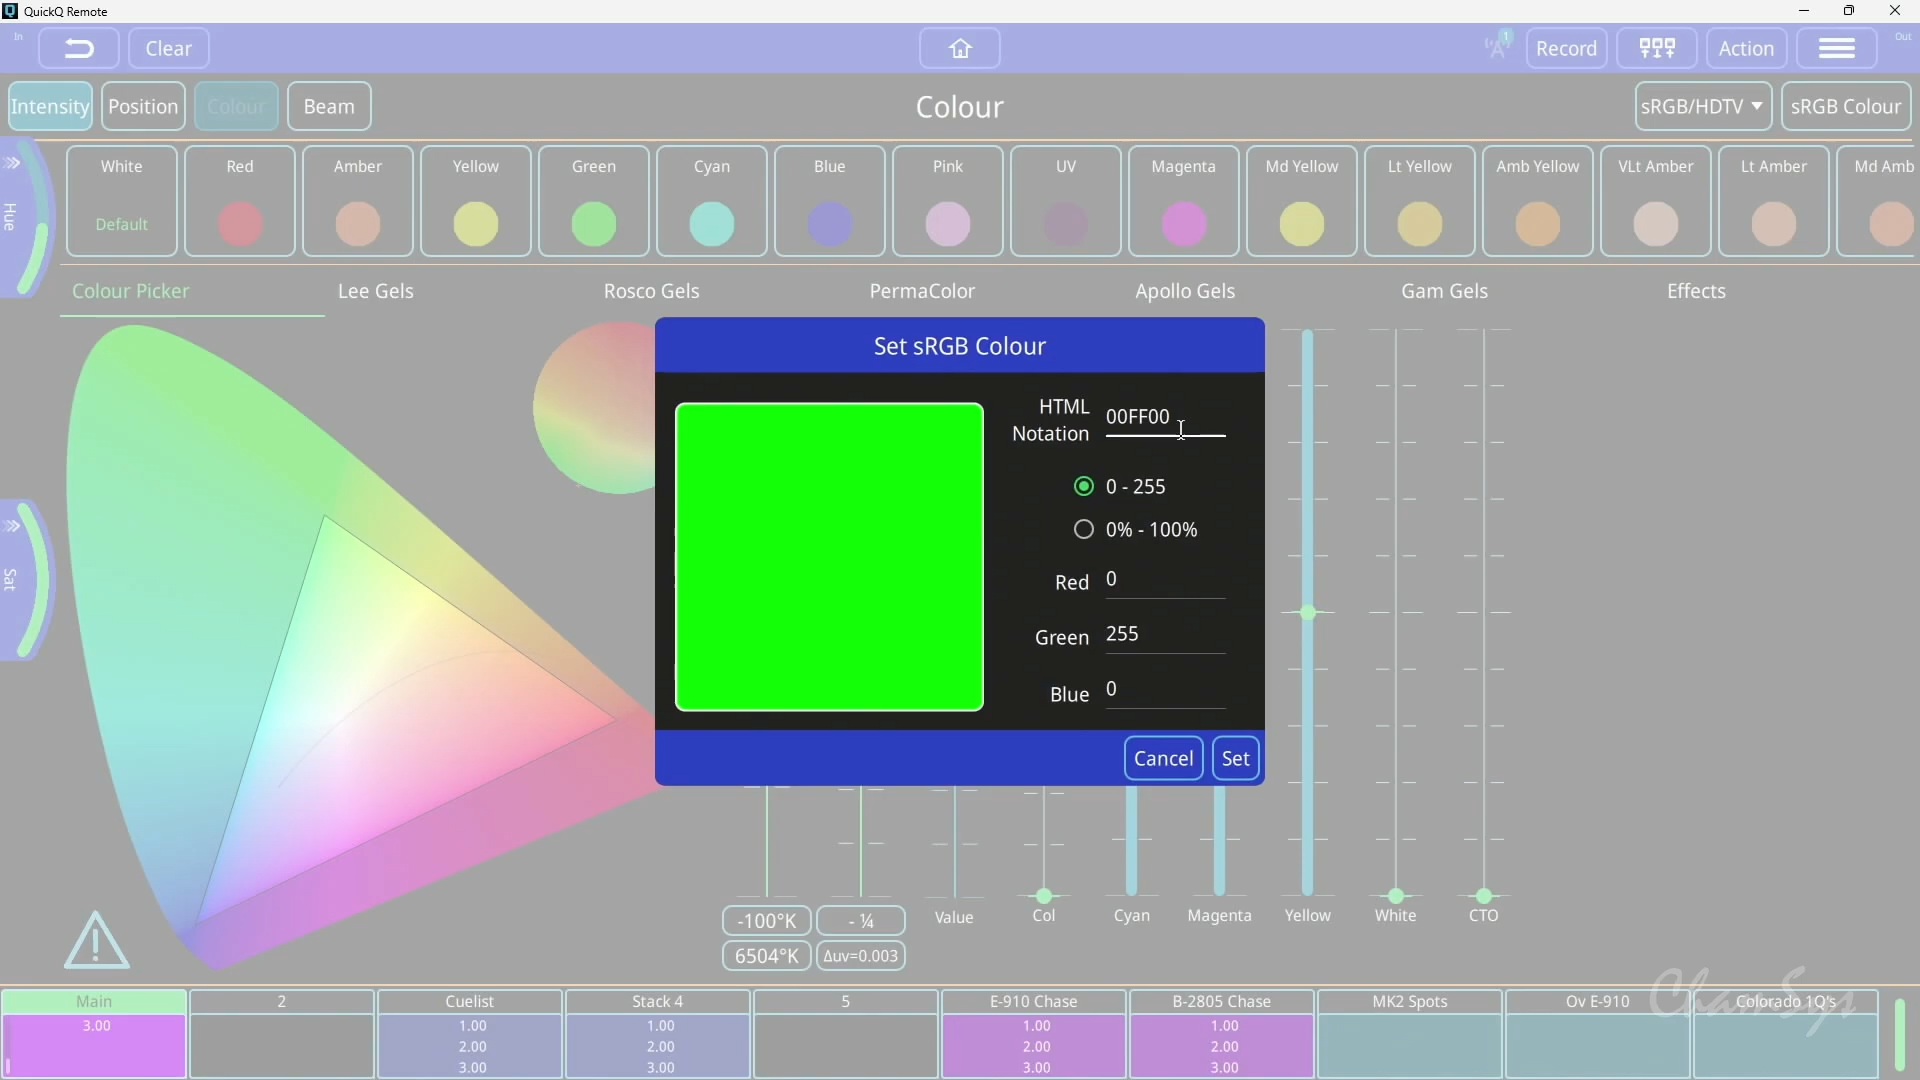 QuickQ Remote
In
Clear
1
Record
Action
Out
Intensity
Position
Colour
Beam
Colour
sRGB/HDTV
sRGB Colour
Hue
White
Default
Red
Amber
Yellow
Green
Cyan
Blue
Pink
UV
Magenta
Md Yellow
Lt Yellow
Amb Yellow
VLt Amber
Lt Amber
Md Amb
Colour Picker
Lee Gels
Rosco Gels
PermaColor
Apollo Gels
Gam Gels
Effects
Sat
Set sRGB Colour
HTML
Notation
00FF00
0 - 255
0% - 100%
Red
0
Green
255
Blue
0
Cancel
Set
-100°K
- ¼
6504°K
Δuv=0.003
Value
Col
Cyan
Magenta
Yellow
White
CTO
Main
3.00
2
Cuelist
1.00
2.00
3.00
Stack 4
1.00
2.00
3.00
5
E-910 Chase
1.00
2.00
3.00
B-2805 Chase
1.00
2.00
3.00
MK2 Spots
Ov E-910
Colorado 1Q's
ChamSys